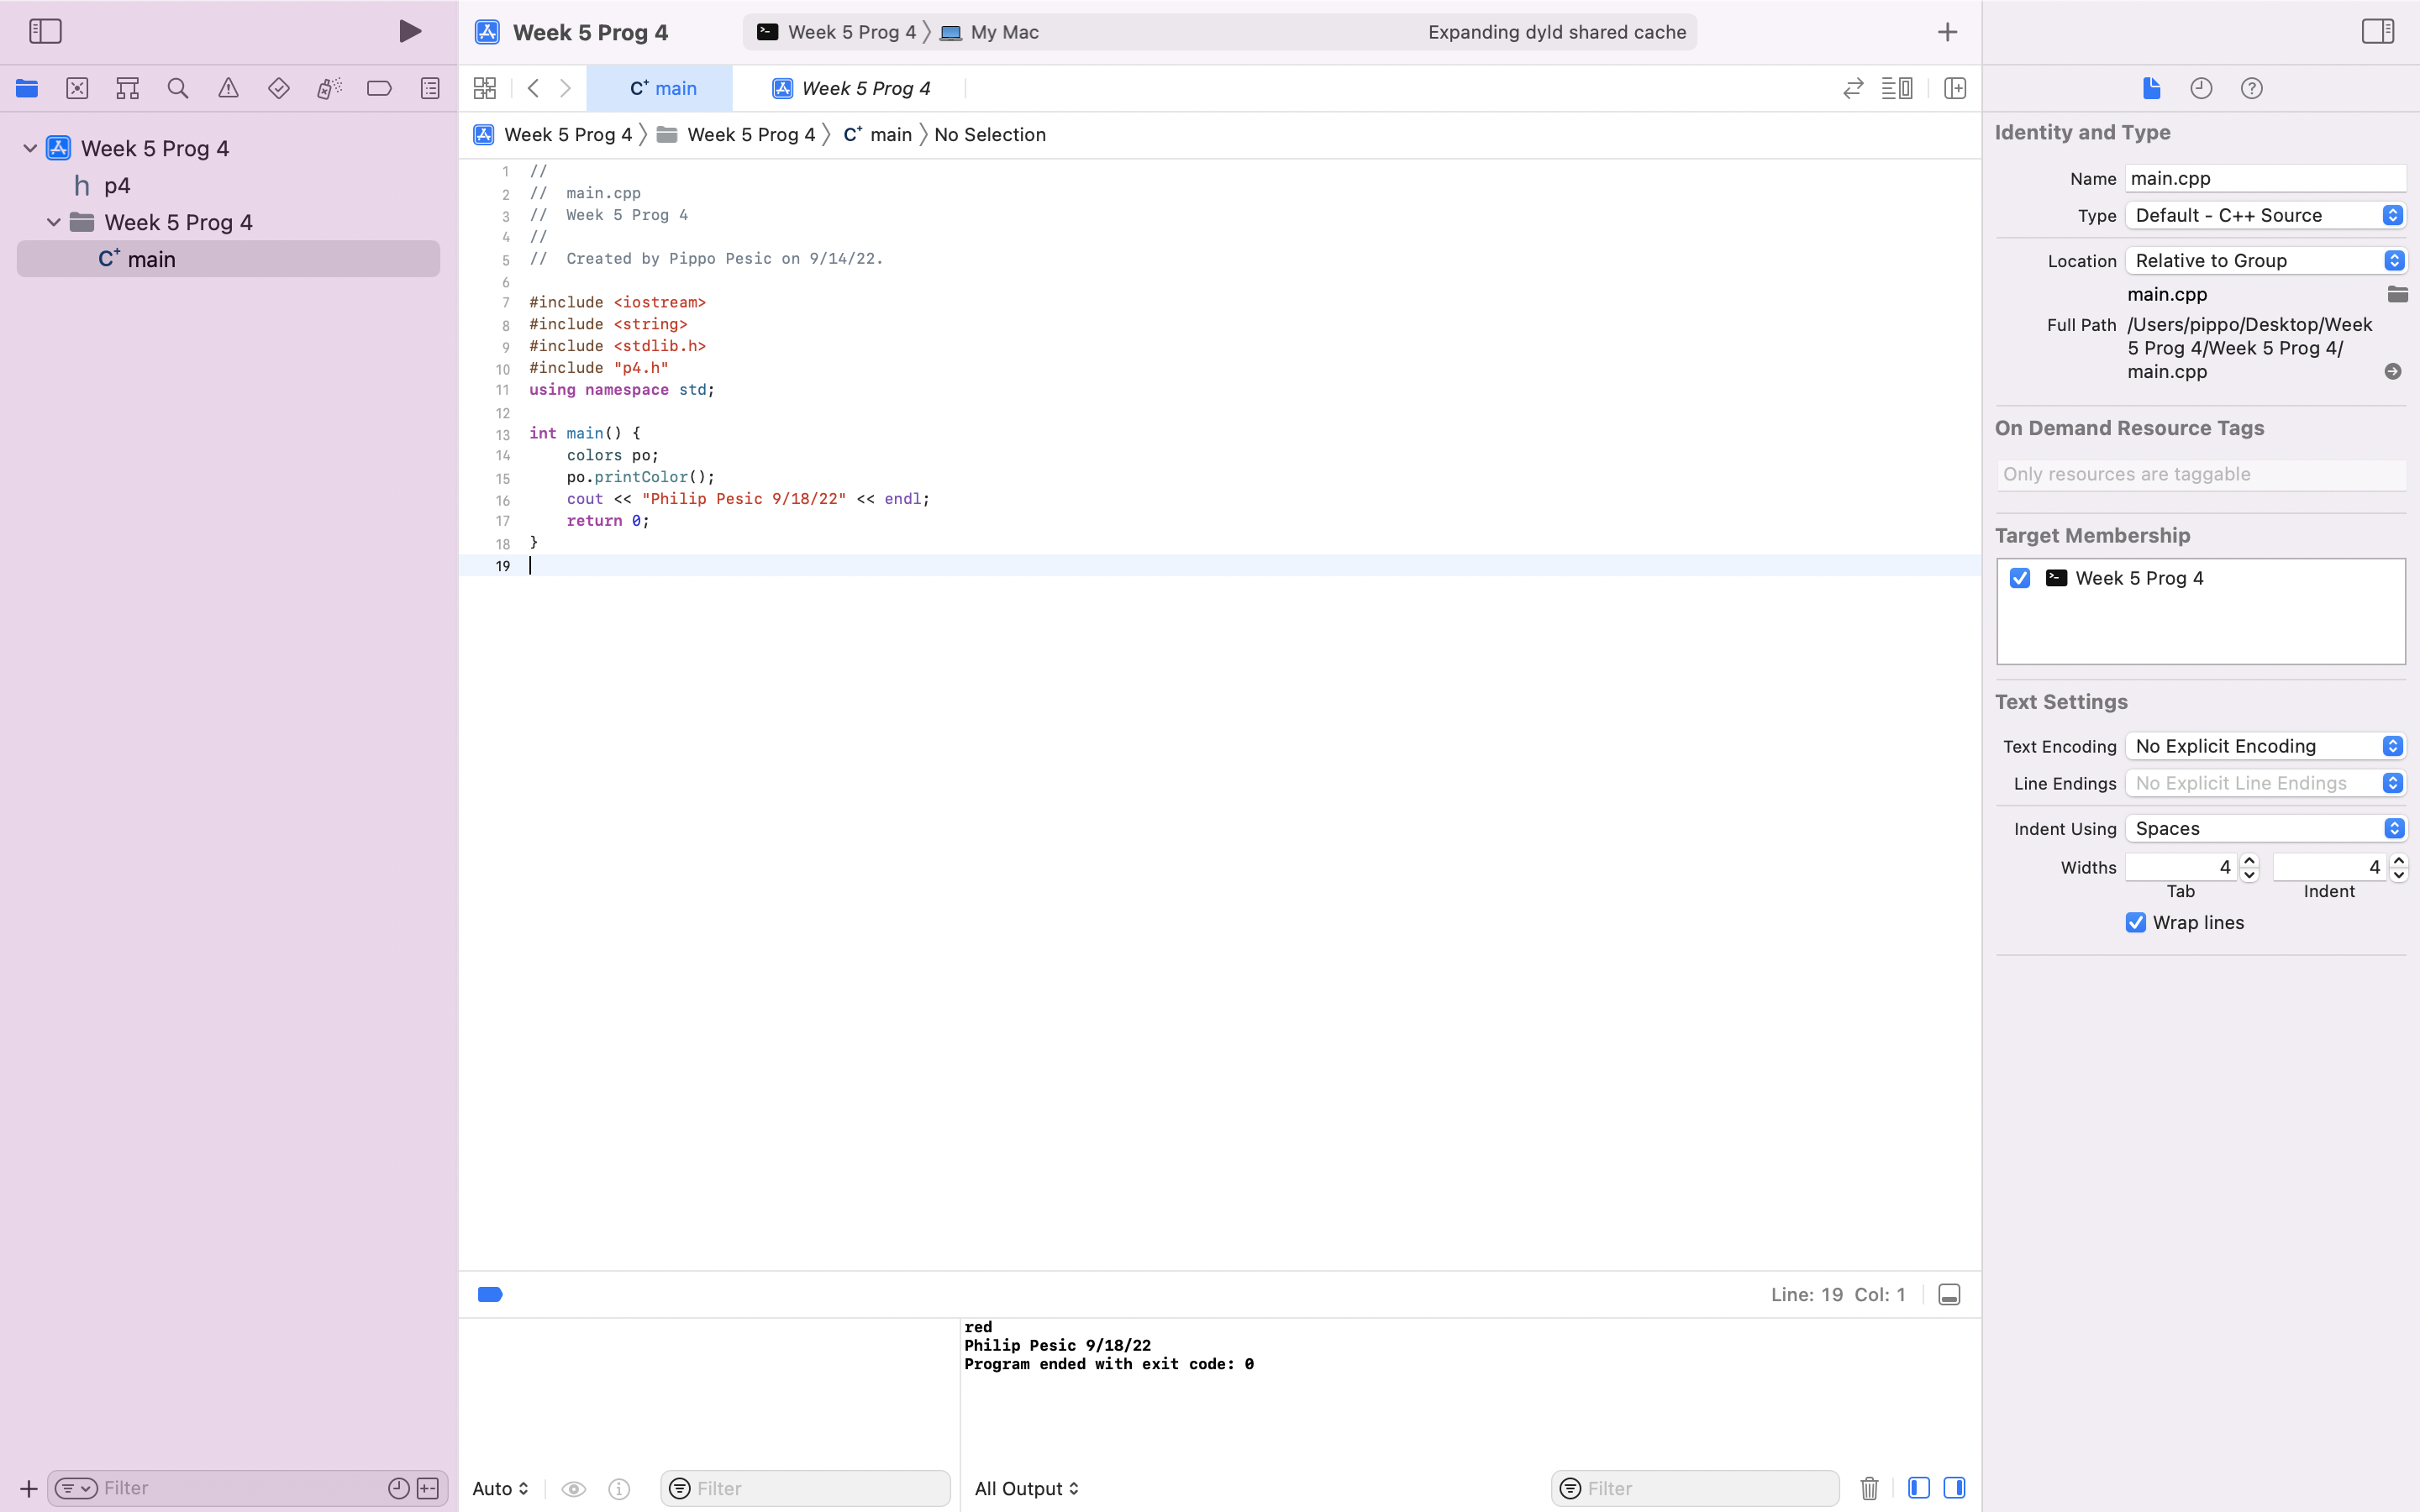 Week 5 Prog 4
Week 5 Prog 4 My Mac
Expanding dyld shared cache
main
Week 5 Prog 4
Week 5 Prog 4
p4
Week 5 Prog 4
main
Week 5 Prog 4 Week 5 Prog 4 main No Selection
1 //
2 //  main.cpp
3 //  Week 5 Prog 4
4 //
5 //  Created by Pippo Pesic on 9/14/22.
6
7 #include <iostream>
8 #include <string>
9 #include <stdlib.h>
10 #include "p4.h"
11 using namespace std;
12
13 int main() {
14     colors po;
15     po.printColor();
16     cout << "Philip Pesic 9/18/22" << endl;
17     return 0;
18 }
19
Line: 19 Col: 1
red
Philip Pesic 9/18/22
Program ended with exit code: 0
Filter
Auto
Filter
All Output
Filter
Identity and Type
Name main.cpp
Type Default - C++ Source
Location Relative to Group
main.cpp
Full Path /Users/pippo/Desktop/Week
5 Prog 4/Week 5 Prog 4/
main.cpp
On Demand Resource Tags
Only resources are taggable
Target Membership
Week 5 Prog 4
Text Settings
Text Encoding No Explicit Encoding
Line Endings No Explicit Line Endings
Indent Using Spaces
Widths 4 4
Tab Indent
Wrap lines